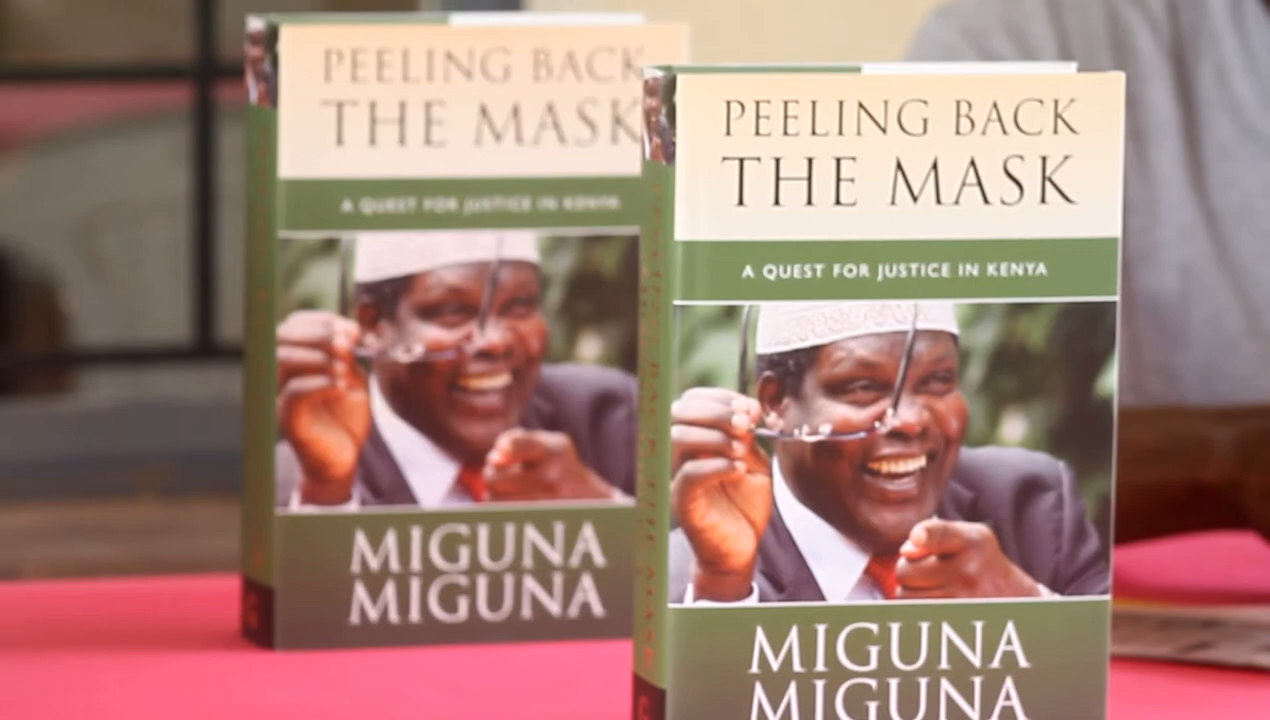 PEELING BACK
THE MASK
A QUEST FOR JUSTICE IN KENYA
MIGUNA
MIGUNA
PEELING BACK
THE MASK
A QUEST FOR JUSTICE IN KENYA
MIGUNA
MIGUNA